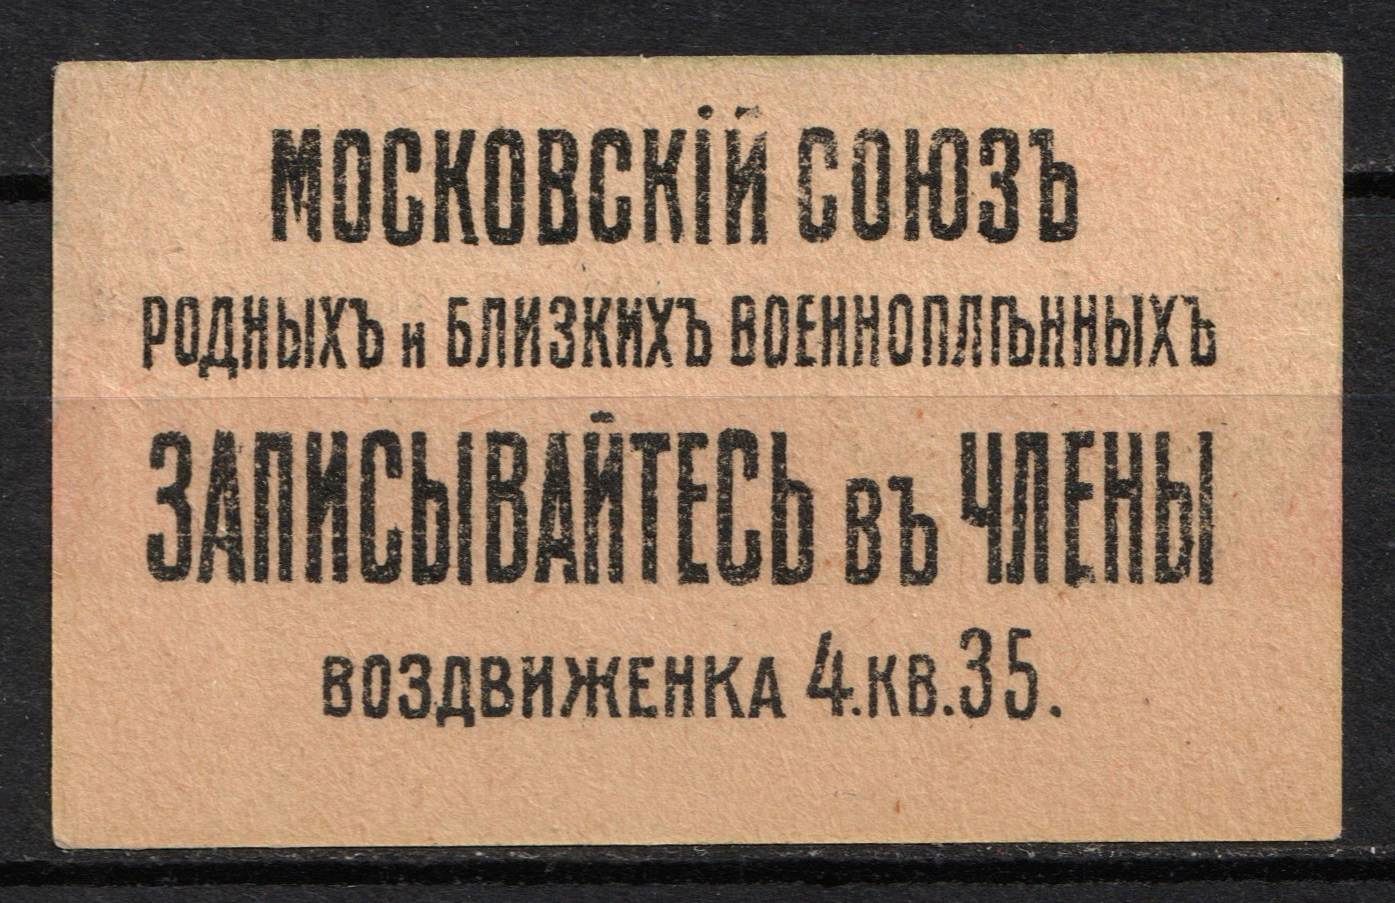 МОСКОВСКІЙ СОЮЗЪ
РОДНЫХЪ и БЛИЗКИХЪ ВОЕННОПЛѢННЫХЪ
ЗАПИСЫВАЙТЕСЬ ВЪ ЧЛЕНЫ
ВОЗДВИЖЕНКА 4.КВ.35.